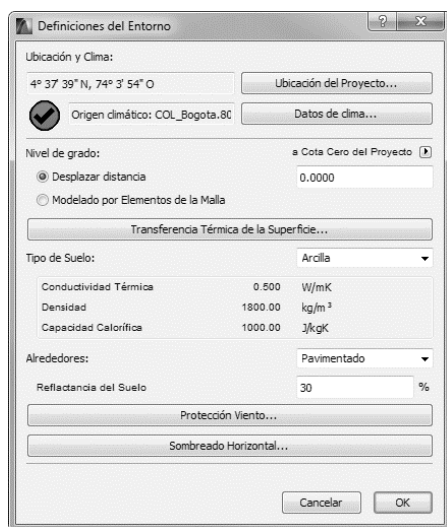 Definiciones del Entorno
Ubicación y Clima:
4º 37' 39" N, 74º 3' 54" O
Ubicación del Proyecto...
Origen climático: COL_Bogota.80
Datos de clima...
Nivel de grado:
a Cota Cero del Proyecto
Desplazar distancia
0.0000
Modelado por Elementos de la Malla
Transferencia Térmica de la Superficie...
Tipo de Suelo:
Arcilla
Conductividad Térmica 0.500 W/mK
Densidad 1800.00 kg/m³
Capacidad Calorífica 1000.00 J/kgK
Alrededores:
Pavimentado
Reflactancia del Suelo
30 %
Protección Viento...
Sombreado Horizontal...
Cancelar
OK